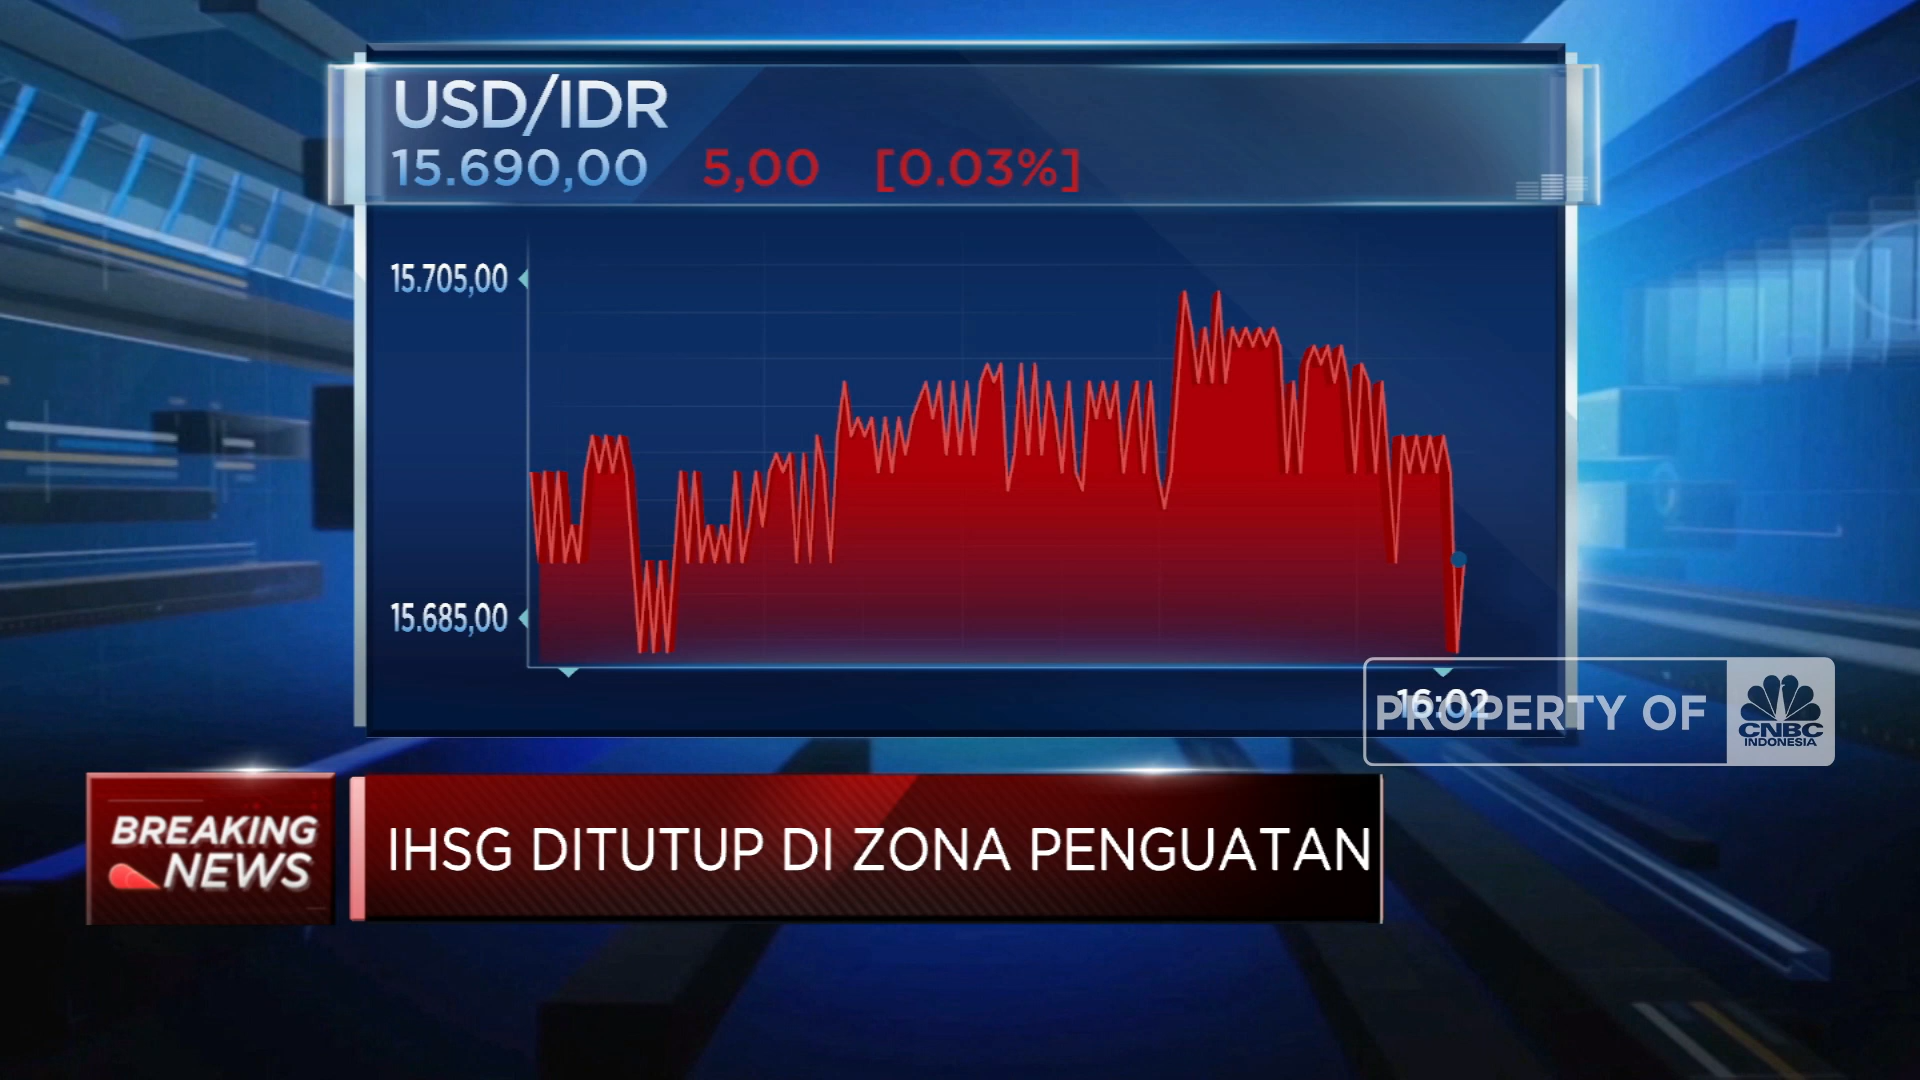 USD/IDR
15.690,00 5,00 [0.03%]
15.705,00
15.685,00
16:02
PROPERTY OF
CNBC
INDONESIA
BREAKING
NEWS
IHSG DITUTUP DI ZONA PENGUATAN